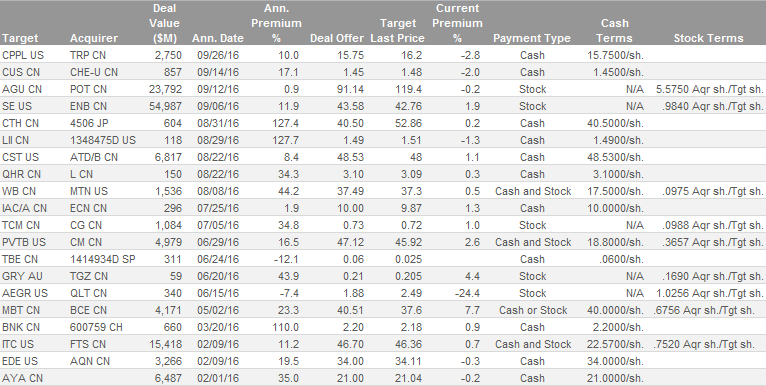 Deal Ann. Target Current
Value Premium Last Price Premium Cash
Target Acquirer ($M) Ann. Date % Deal Offer % Payment Type Terms Stock Terms
CPPL US TRP CN 2,750 09/26/16 10.0 15.75 16.2 -2.8 Cash 15.7500/sh.
CUS CN CHE-U CN 857 09/14/16 17.1 1.45 1.48 -2.0 Cash 1.4500/sh.
AGU CN POT CN 23,792 09/12/16 0.9 91.14 119.4 -0.2 Stock N/A 5.5750 Aqr sh./Tgt sh.
SE US ENB CN 54,987 09/06/16 11.9 43.58 42.76 1.9 Stock N/A .9840 Aqr sh./Tgt sh.
CTH CN 4506 JP 604 08/31/16 127.4 40.50 52.86 0.2 Cash 40.5000/sh.
LII CN 1348475D US 118 08/29/16 127.7 1.49 1.51 -1.3 Cash 1.4900/sh.
CST US ATD/B CN 6,817 08/22/16 8.4 48.53 48 1.1 Cash 48.5300/sh.
QHR CN L CN 150 08/22/16 34.3 3.10 3.09 0.3 Cash 3.1000/sh.
WB CN MTN US 1,536 08/08/16 44.2 37.49 37.3 0.5 Cash and Stock 17.5000/sh. .0975 Aqr sh./Tgt sh.
IAC/A CN ECN CN 296 07/25/16 1.9 10.00 9.87 1.3 Cash 10.0000/sh.
TCM CN CG CN 1,084 07/05/16 34.8 0.73 0.72 1.0 Stock N/A .0988 Aqr sh./Tgt sh.
PVTB US CM CN 4,979 06/29/16 16.5 47.12 45.92 2.6 Cash and Stock 18.8000/sh. .3657 Aqr sh./Tgt sh.
TBE CN 1414934D SP 311 06/24/16 -12.1 0.06 0.025 Cash .0600/sh.
GRY AU TGZ CN 59 06/20/16 43.9 0.21 0.205 4.4 Stock N/A .1690 Aqr sh./Tgt sh.
AEGR US QLT CN 340 06/15/16 -7.4 1.88 2.49 -24.4 Stock N/A 1.0256 Aqr sh./Tgt sh.
MBT CN BCE CN 4,171 05/02/16 23.3 40.51 37.6 7.7 Cash or Stock 40.0000/sh. .6756 Aqr sh./Tgt sh.
BNK CN 600759 CH 660 03/20/16 110.0 2.20 2.18 0.9 Cash 2.2000/sh.
ITC US FTS CN 15,418 02/09/16 11.2 46.70 46.36 0.7 Cash and Stock 22.5700/sh. .7520 Aqr sh./Tgt sh.
EDE US AQN CN 3,266 02/09/16 19.5 34.00 34.11 -0.3 Cash 34.0000/sh.
AYA CN 6,487 02/01/16 35.0 21.00 21.04 -0.2 Cash 21.0000/sh.